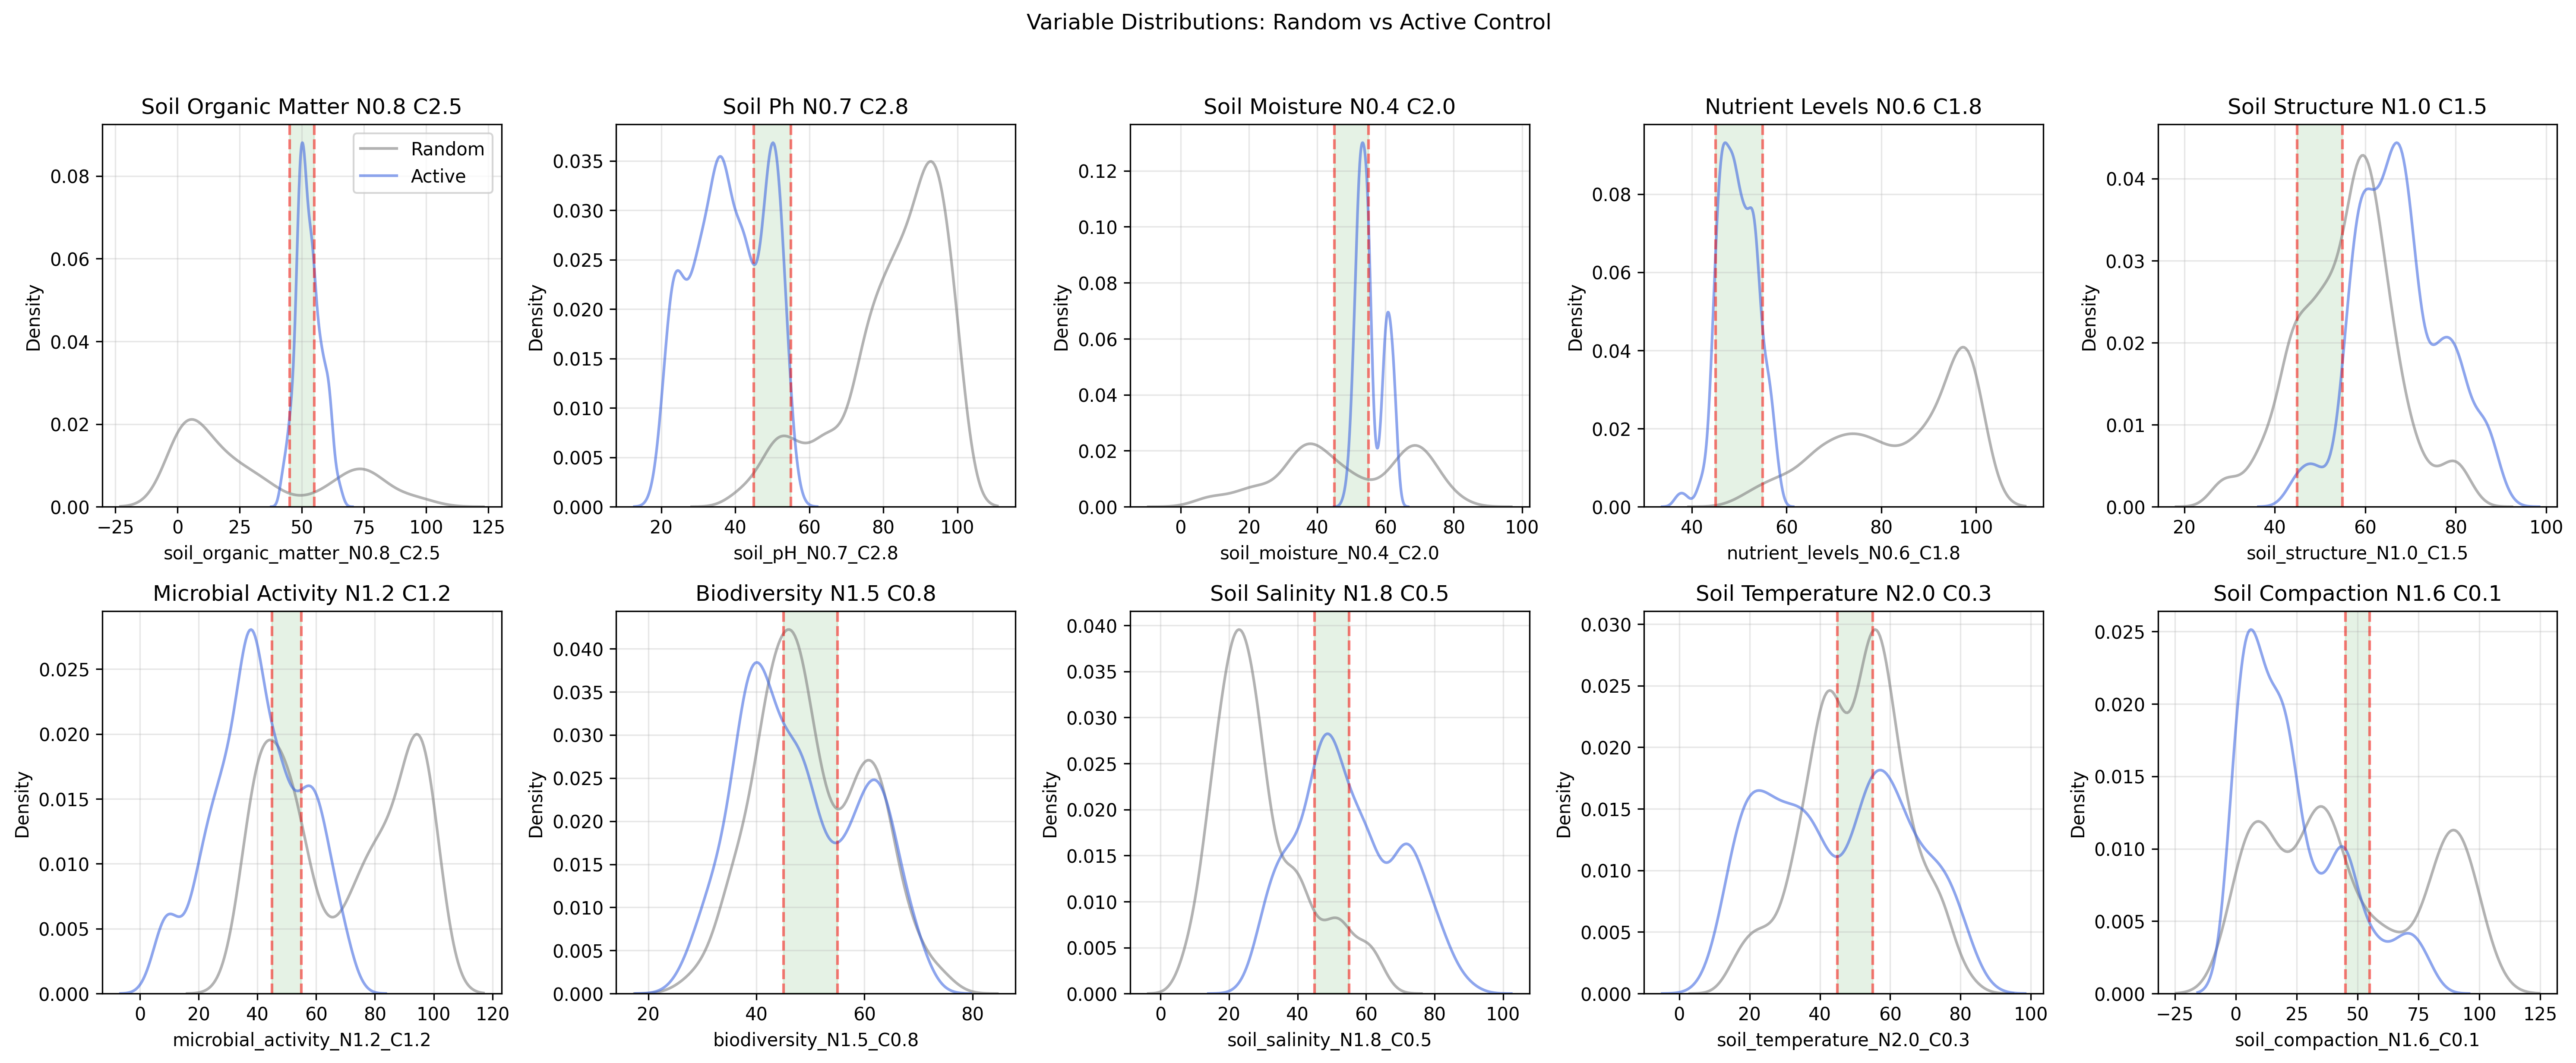 Variable Distributions: Random vs Active Control
Soil Organic Matter N0.8 C2.5
Random
Active
0.08
0.06
0.04
0.02
0.00
Density
−25 0 25 50 75 100 125
soil_organic_matter_N0.8_C2.5
Soil Ph N0.7 C2.8
0.035
0.030
0.025
0.020
0.015
0.010
0.005
0.000
Density
20 40 60 80 100
soil_pH_N0.7_C2.8
Soil Moisture N0.4 C2.0
0.12
0.10
0.08
0.06
0.04
0.02
0.00
Density
0 20 40 60 80 100
soil_moisture_N0.4_C2.0
Nutrient Levels N0.6 C1.8
0.08
0.06
0.04
0.02
0.00
Density
40 60 80 100
nutrient_levels_N0.6_C1.8
Soil Structure N1.0 C1.5
0.04
0.03
0.02
0.01
0.00
Density
20 40 60 80 100
soil_structure_N1.0_C1.5
Microbial Activity N1.2 C1.2
0.025
0.020
0.015
0.010
0.005
0.000
Density
0 20 40 60 80 100 120
microbial_activity_N1.2_C1.2
Biodiversity N1.5 C0.8
0.040
0.035
0.030
0.025
0.020
0.015
0.010
0.005
0.000
Density
20 40 60 80
biodiversity_N1.5_C0.8
Soil Salinity N1.8 C0.5
0.040
0.035
0.030
0.025
0.020
0.015
0.010
0.005
0.000
Density
0 20 40 60 80 100
soil_salinity_N1.8_C0.5
Soil Temperature N2.0 C0.3
0.030
0.025
0.020
0.015
0.010
0.005
0.000
Density
0 20 40 60 80 100
soil_temperature_N2.0_C0.3
Soil Compaction N1.6 C0.1
0.025
0.020
0.015
0.010
0.005
0.000
Density
−25 0 25 50 75 100 125
soil_compaction_N1.6_C0.1